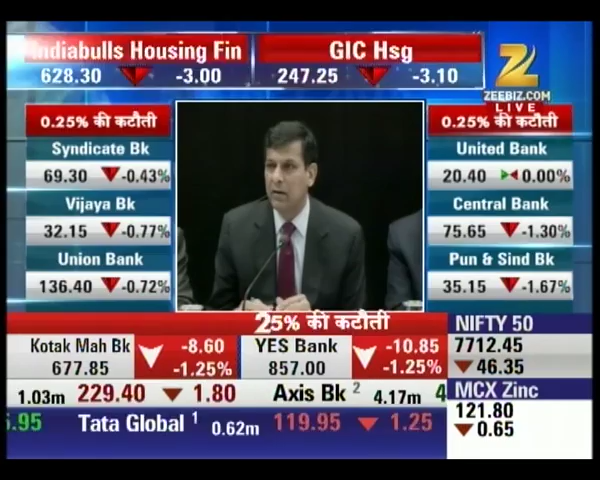 Indiabulls Housing Fin
628.30 -3.00
GIC Hsg
247.25 -3.10
ZEEBIZ.COM
LIVE
0.25% की कटौती
Syndicate Bk
69.30 -0.43%
Vijaya Bk
32.15 -0.77%
Union Bank
136.40 -0.72%
0.25% की कटौती
United Bank
20.40 0.00%
Central Bank
75.65 -1.30%
Pun & Sind Bk
35.15 -1.67%
25% की कटौती
Kotak Mah Bk -8.60
677.85 -1.25%
YES Bank -10.85
857.00 -1.25%
NIFTY 50
7712.45
46.35
1.03m 229.40 1.80 Axis Bk 2 4.17m 4
MCX Zinc
121.80
0.65
5.95 Tata Global 1 0.62m 119.95 1.25